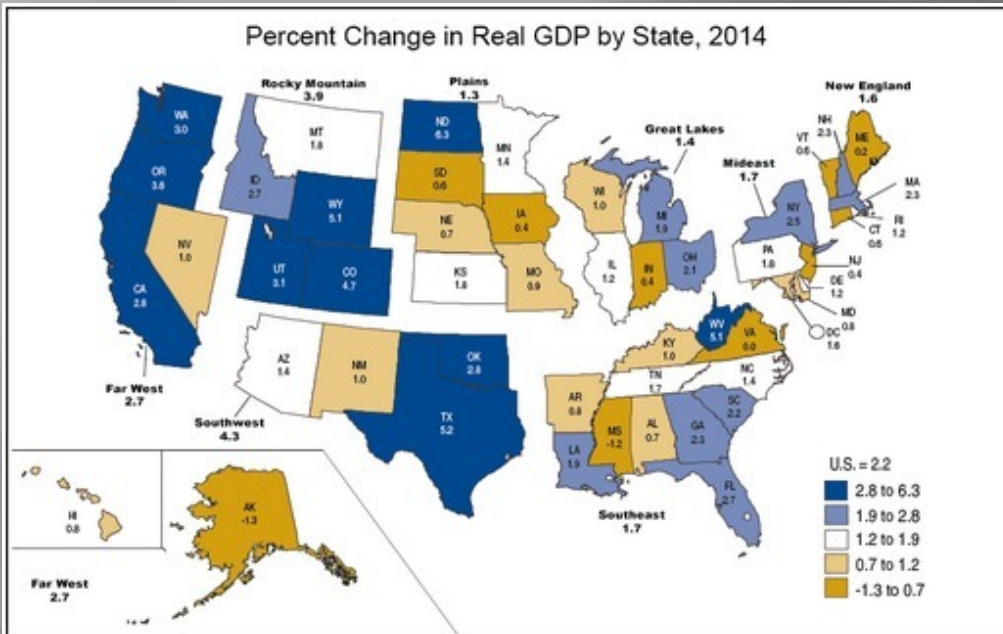 Percent Change in Real GDP by State, 2014
Rocky Mountain
3.9
Plains
1.3
New England
1.6
Great Lakes
1.4
Mideast
1.7
WA
3.0
OR
3.6
CA
2.8
NV
1.0
ID
2.7
MT
1.8
WY
5.1
UT
3.1
CO
4.7
ND
6.3
SD
0.6
NE
0.7
KS
1.8
MN
1.4
IA
0.4
MO
0.9
WI
1.0
IL
1.2
MI
1.9
IN
0.4
OH
2.1
NH
2.3
VT
0.6
ME
0.2
MA
2.3
RI
1.2
CT
0.6
NY
2.5
PA
1.8
NJ
0.4
DE
1.2
MD
0.8
DC
1.6
AZ
1.4
NM
1.0
OK
2.8
TX
5.2
AR
0.8
LA
1.9
MS
-1.2
AL
0.7
GA
2.3
FL
2.7
SC
2.2
NC
1.4
TN
1.7
KY
1.0
WV
5.1
VA
0.0
Far West
2.7
Southwest
4.3
Southeast
1.7
HI
0.8
AK
-1.3
Far West
2.7
U.S. = 2.2
2.8 to 6.3
1.9 to 2.8
1.2 to 1.9
0.7 to 1.2
-1.3 to 0.7